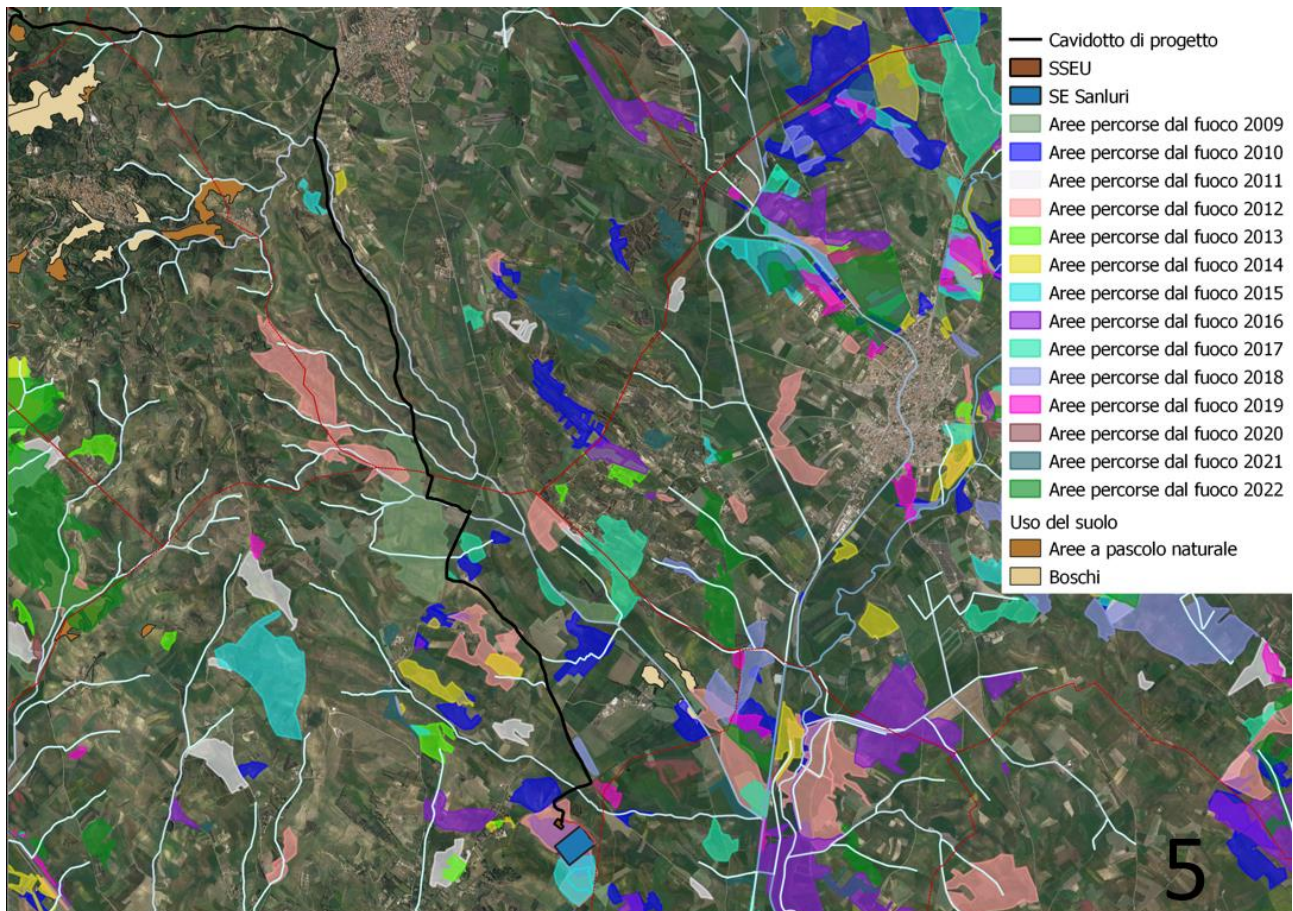 Cavidotto di progetto
SSEU
SE Sanluri
Aree percorse dal fuoco 2009
Aree percorse dal fuoco 2010
Aree percorse dal fuoco 2011
Aree percorse dal fuoco 2012
Aree percorse dal fuoco 2013
Aree percorse dal fuoco 2014
Aree percorse dal fuoco 2015
Aree percorse dal fuoco 2016
Aree percorse dal fuoco 2017
Aree percorse dal fuoco 2018
Aree percorse dal fuoco 2019
Aree percorse dal fuoco 2020
Aree percorse dal fuoco 2021
Aree percorse dal fuoco 2022
Uso del suolo
Aree a pascolo naturale
Boschi
5